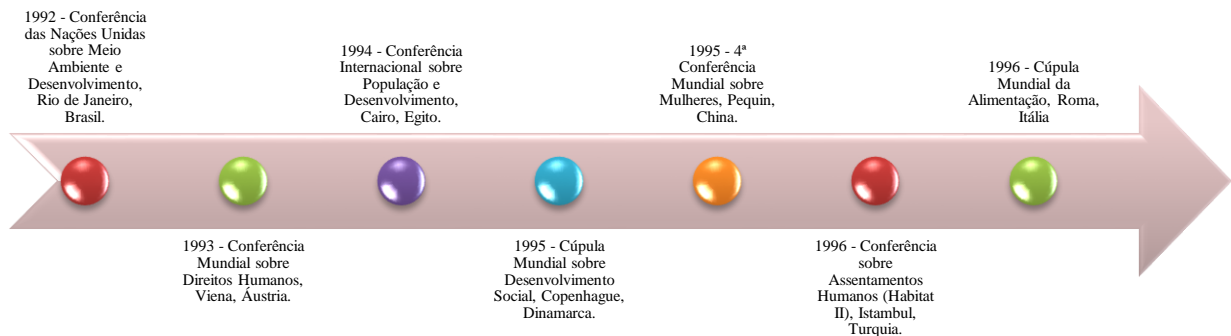 1992 - Conferência
das Nações Unidas
sobre Meio
Ambiente e
Desenvolvimento,
Rio de Janeiro,
Brasil.
1993 - Conferência
Mundial sobre
Direitos Humanos,
Viena, Áustria.
1994 - Conferência
Internacional sobre
População e
Desenvolvimento,
Cairo, Egito.
1995 - Cúpula
Mundial sobre
Desenvolvimento
Social, Copenhague,
Dinamarca.
1995 - 4ª
Conferência
Mundial sobre
Mulheres, Pequin,
China.
1996 - Conferência
sobre
Assentamentos
Humanos (Habitat
II), Istambul,
Turquia.
1996 - Cúpula
Mundial da
Alimentação, Roma,
Itália